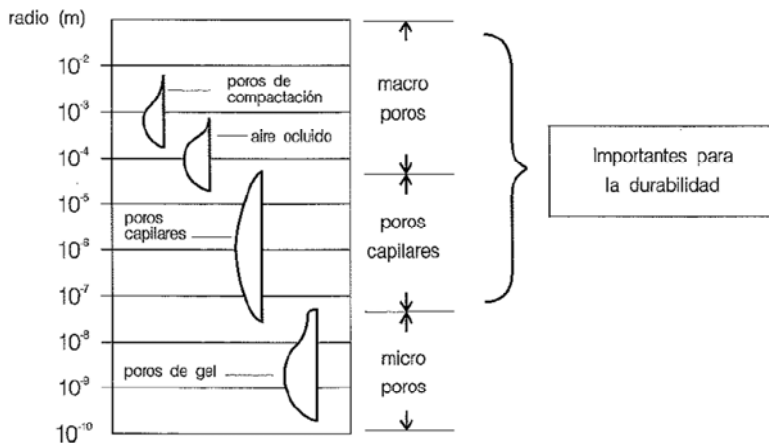 radio (m)
10⁻²
10⁻³
10⁻⁴
10⁻⁵
10⁻⁶
10⁻⁷
10⁻⁸
10⁻⁹
10⁻¹⁰
poros de
compactación
aire ocluido
poros
capilares
poros de gel
macro
poros
poros
capilares
micro
poros
Importantes para
la durabilidad